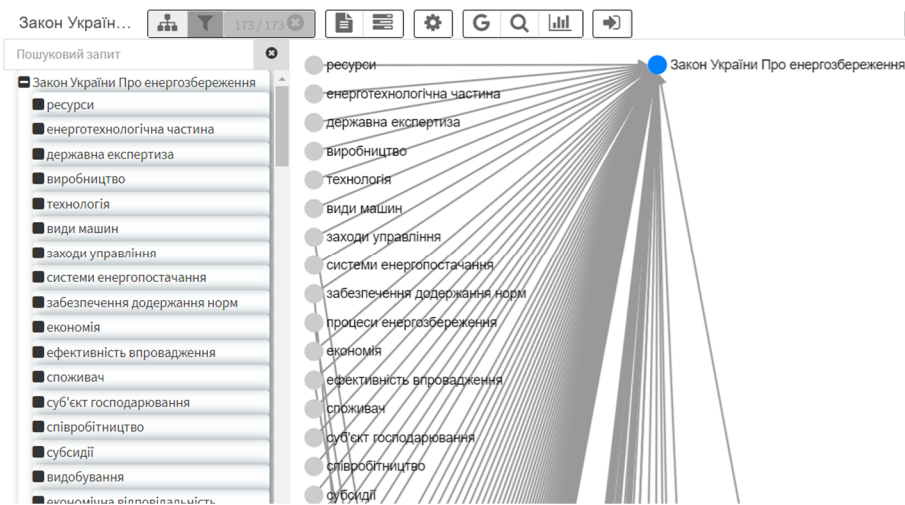 Закон Україн...
173 / 173
Пошуковий запит
Закон України Про енергозбереження
ресурси
енерготехнологічна частина
державна експертиза
виробництво
технологія
види машин
заходи управління
системи енергопостачання
забезпечення додержання норм
економія
ефективність впровадження
споживач
суб'єкт господарювання
співробітництво
субсидії
видобування
економічна відповідальність
ресурси
енерготехнологічна частина
державна експертиза
виробництво
технологія
види машин
заходи управління
системи енергопостачання
забезпечення додержання норм
процеси енергозбереження
економія
ефективність впровадження
споживач
суб'єкт господарювання
співробітництво
субсидії
Закон України Про енергозбереження